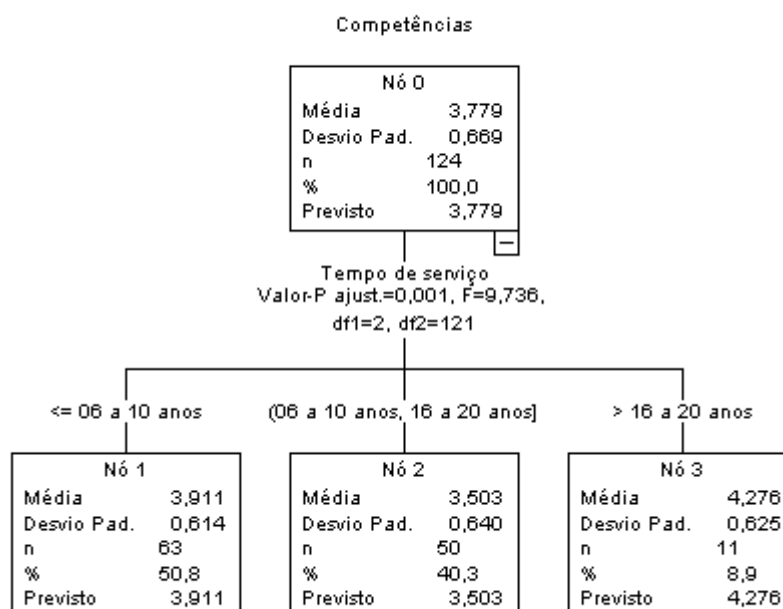 Competências
Nó 0
Média 3,779
Desvio Pad. 0,669
n 124
% 100,0
Previsto 3,779
Tempo de serviço
Valor-P ajust.=0,001, F=9,736,
df1=2, df2=121
<= 06 a 10 anos
(06 a 10 anos, 16 a 20 anos]
> 16 a 20 anos
Nó 1
Média 3,911
Desvio Pad. 0,614
n 63
% 50,8
Previsto 3,911
Nó 2
Média 3,503
Desvio Pad. 0,640
n 50
% 40,3
Previsto 3,503
Nó 3
Média 4,276
Desvio Pad. 0,625
n 11
% 8,9
Previsto 4,276